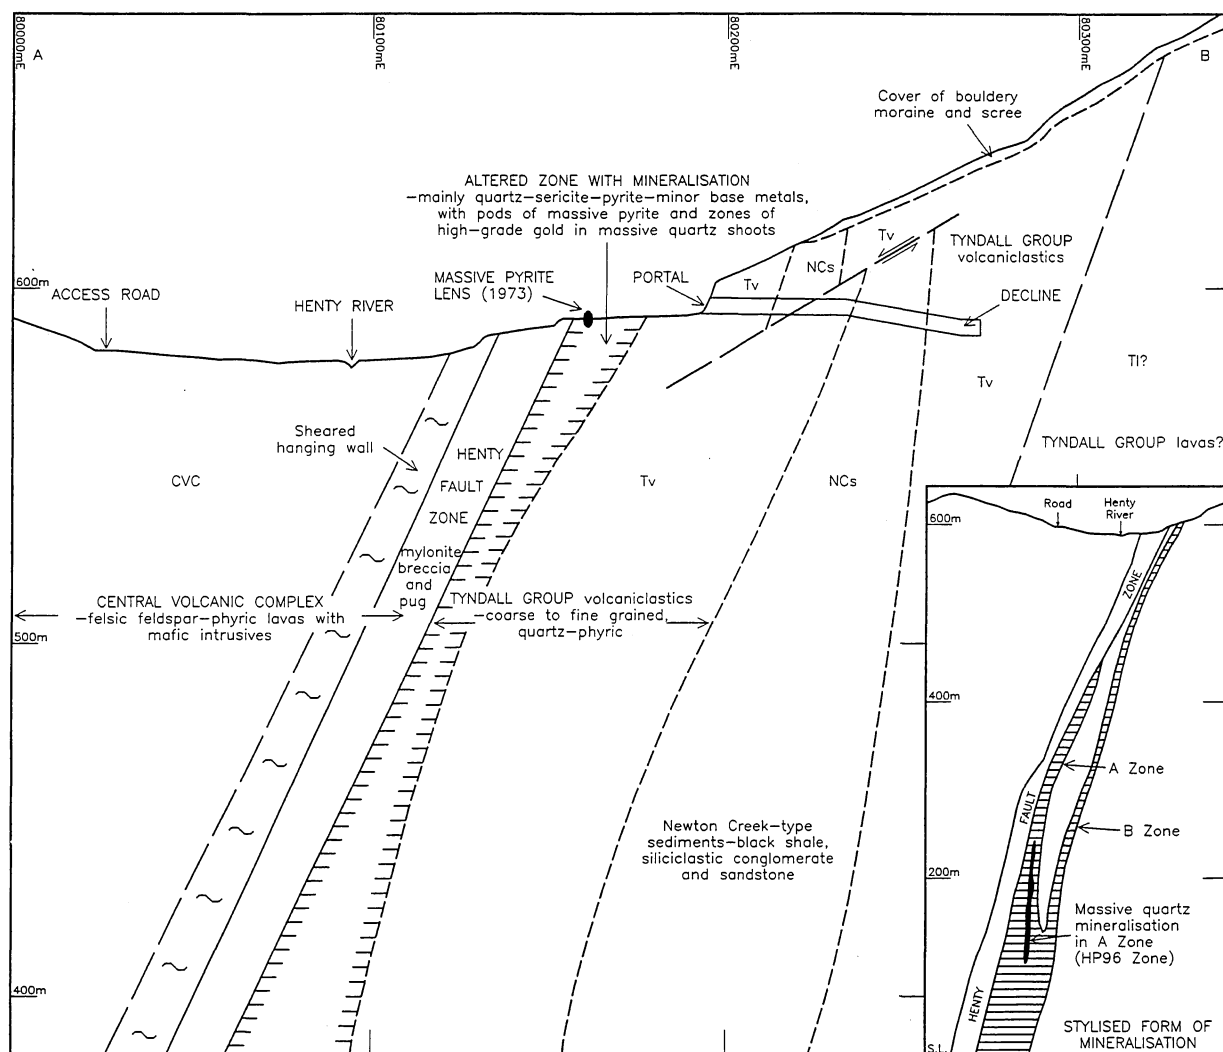 80000mE
80100mE
80200mE
80300mE
A
B
Cover of bouldery
moraine and scree
ALTERED ZONE WITH MINERALISATION
-mainly quartz-sericite-pyrite-minor base metals,
with pods of massive pyrite and zones of
high-grade gold in massive quartz shoots
Tv
TYNDALL GROUP
volcaniclastics
NCs
600m
ACCESS ROAD
HENTY RIVER
MASSIVE PYRITE
LENS (1973)
PORTAL
Tv
DECLINE
Tl?
Tv
Sheared
hanging wall
TYNDALL GROUP lavas?
CVC
HENTY
FAULT
ZONE
Tv
NCs
mylonite
breccia
and
pug
CENTRAL VOLCANIC COMPLEX
-felsic feldspar-phyric lavas with
mafic intrusives
TYNDALL GROUP volcaniclastics
-coarse to fine grained,
quartz-phyric
500m
Newton Creek-type
sediments-black shale,
siliciclastic conglomerate
and sandstone
400m
Road
Henty
River
600m
ZONE
400m
A Zone
FAULT
B Zone
200m
Massive quartz
mineralisation
in A Zone
(HP96 Zone)
HENTY
STYLISED FORM OF
MINERALISATION
S.L.